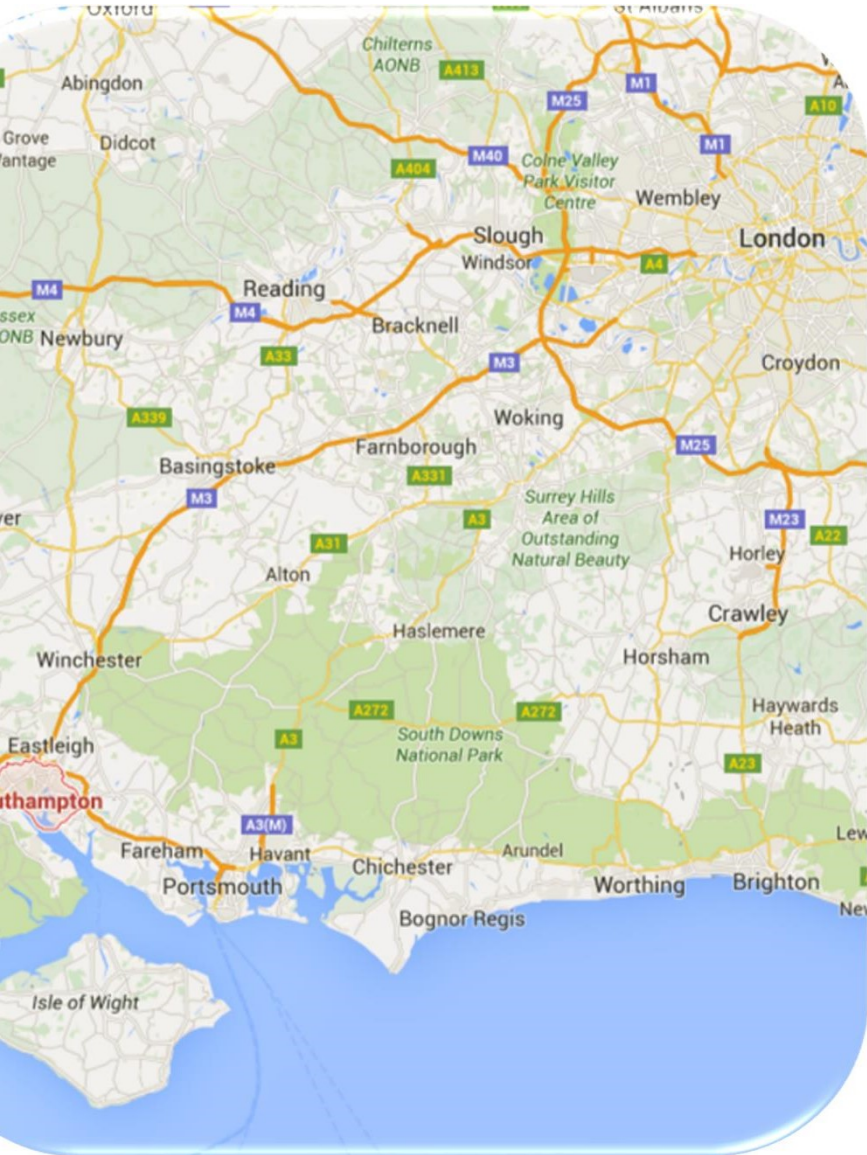 Oxford
St Albans
Chilterns
AONB
A413
Abingdon
M25
M1
A10
Grove
Didcot
M1
M40
A404
Colne Valley
Park Visitor
Centre
Wembley
Slough
London
Windsor
A4
M4
Reading
M4
Bracknell
Newbury
ONB
A33
M3
Croydon
A339
Woking
Farnborough
M25
Basingstoke
A331
M3
Surrey Hills
Area of
Outstanding
Natural Beauty
A3
M23
A22
A31
Horley
Alton
Crawley
Haslemere
Winchester
Horsham
A272
A272
Haywards
Heath
South Downs
National Park
A3
Eastleigh
A23
uthampton
A3(M)
Lew
Fareham
Havant
Arundel
Chichester
Portsmouth
Worthing
Brighton
Bognor Regis
Isle of Wight